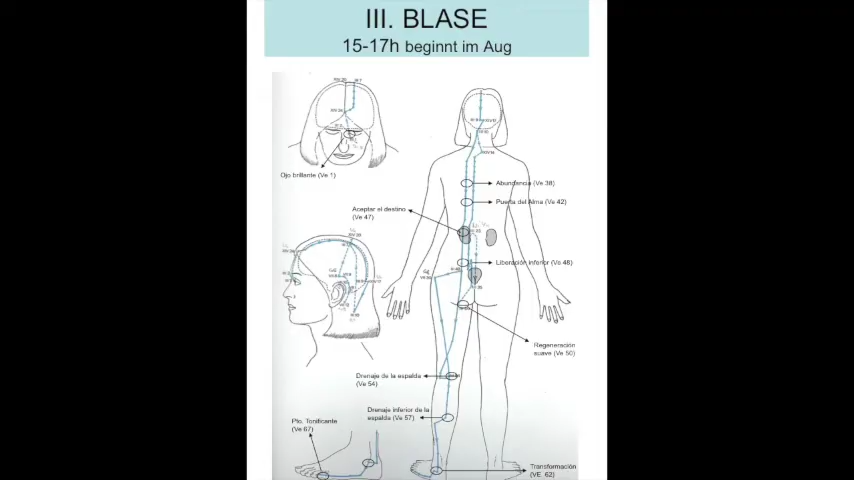 III. BLASE
15-17h beginnt im Aug
Ojo brillante (Ve 1)
Abundancia (Ve 38)
Puerta del Alma (Ve 42)
Aceptar el destino
(Ve 47)
Liberación Inferior (Ve 48)
Regeneración
suave (Ve 50)
Drenaje de la espalda
(Ve 54)
Drenaje inferior de la
espalda (Ve 57)
Pto. Tonificante
(Ve 67)
Transformación
(VE. 62)